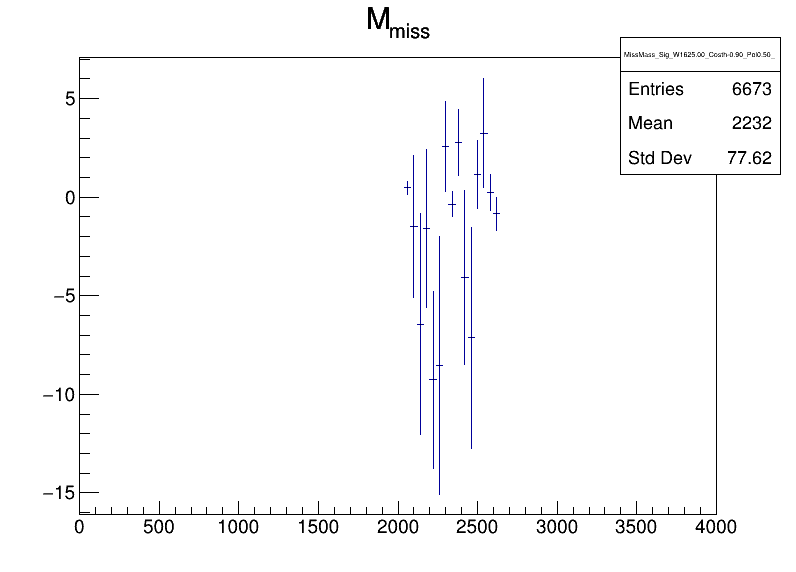 M_miss
MissMass_Sig_W1625.00_Costh-0.90_Pol0.50_
Entries 6673
Mean 2232
Std Dev 77.62
5
0
−5
−10
−15
0 500 1000 1500 2000 2500 3000 3500 4000